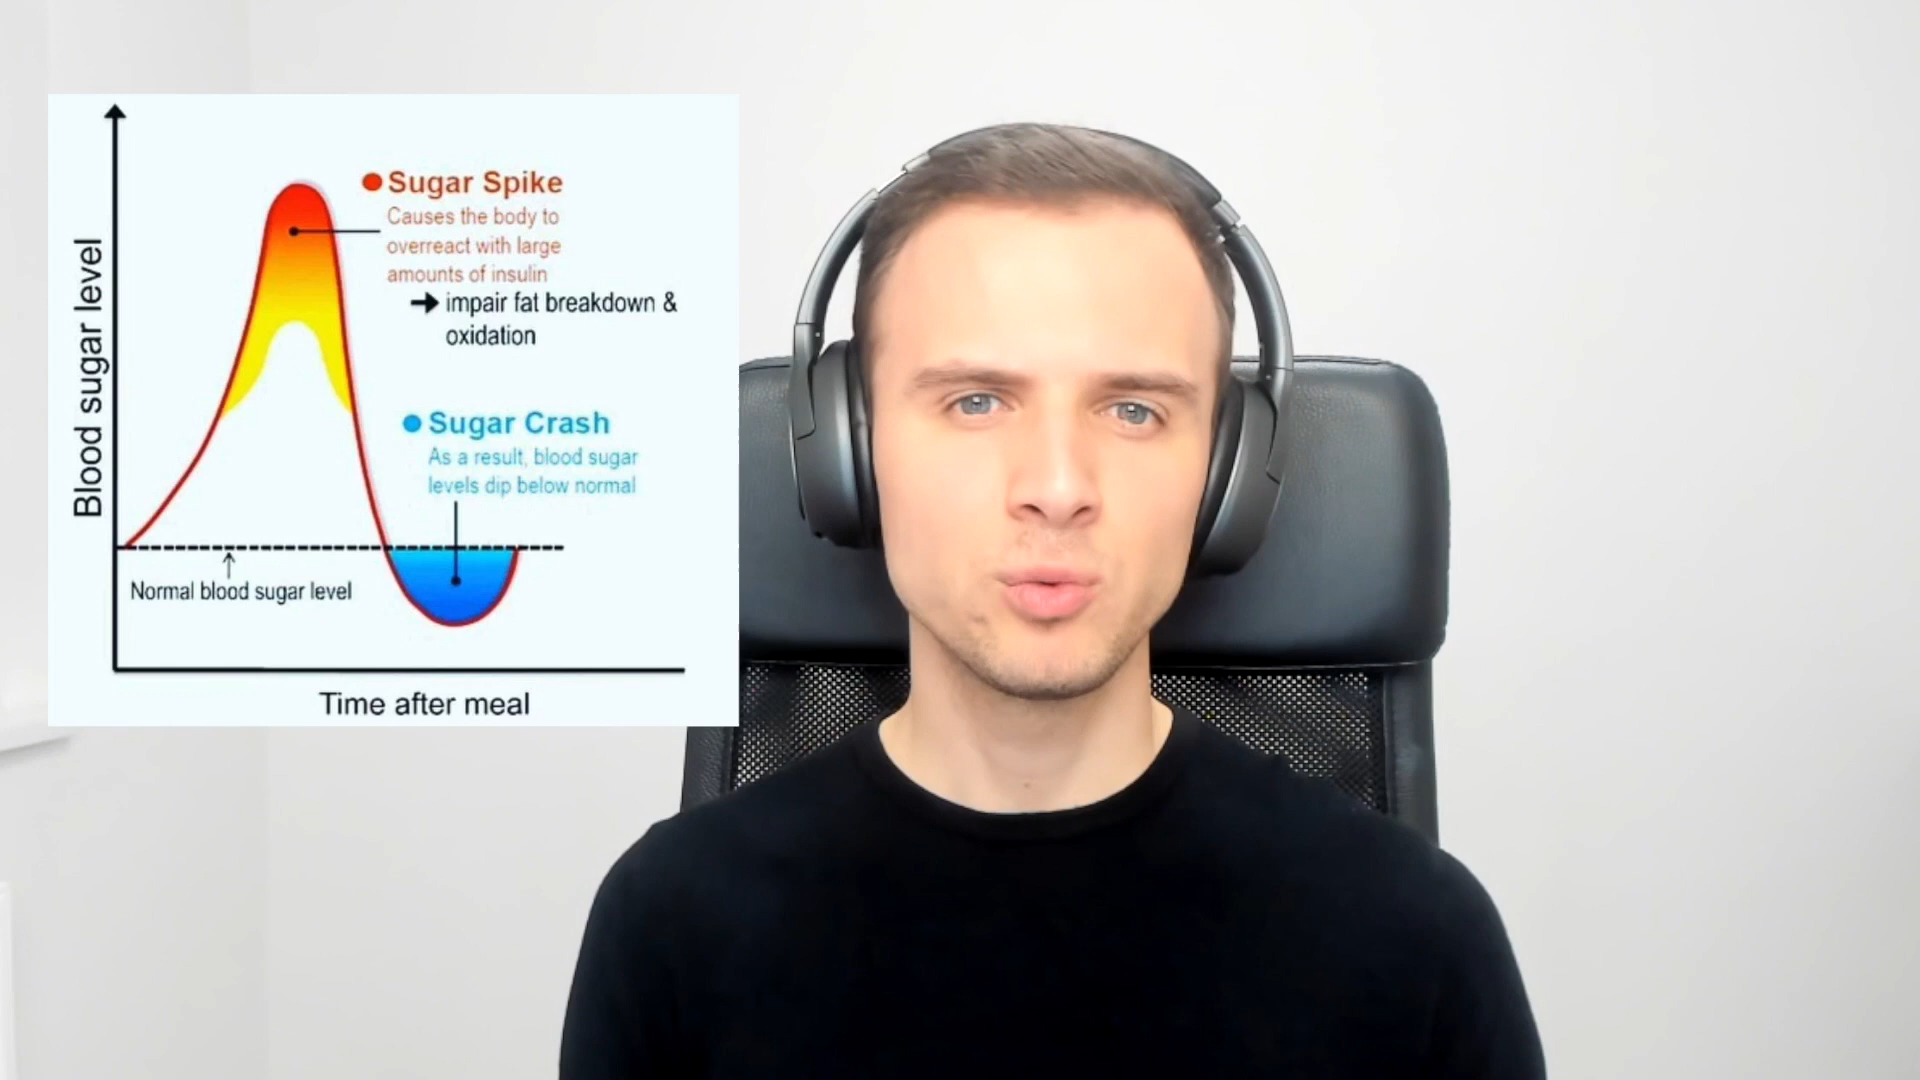 Sugar Spike
Causes the body to
overreact with large
amounts of insulin
impair fat breakdown &
oxidation
Sugar Crash
As a result, blood sugar
levels dip below normal
Blood sugar level
Normal blood sugar level
Time after meal